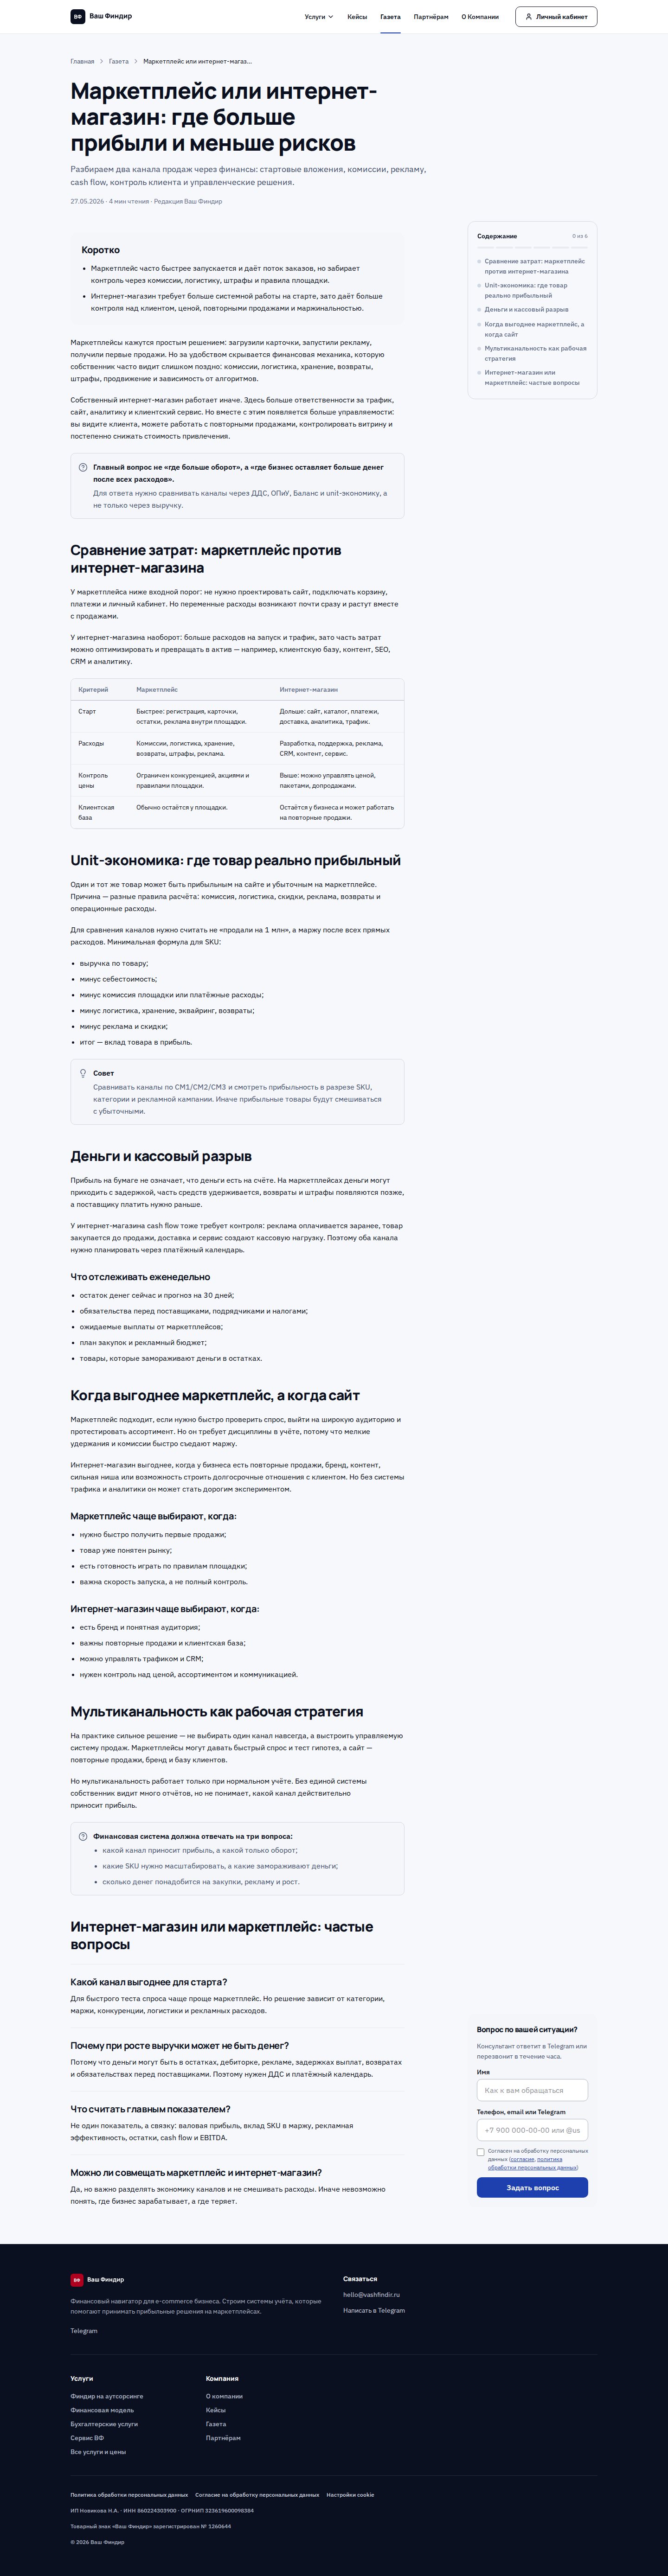 ВФ Ваш Финдир
Услуги Кейсы Газета Партнёрам О Компании Личный кабинет
Главная Газета Маркетплейс или интернет-магаз...
Маркетплейс или интернет-
магазин: где больше
прибыли и меньше рисков
Разбираем два канала продаж через финансы: стартовые вложения, комиссии, рекламу,
cash flow, контроль клиента и управленческие решения.
27.05.2026 · 4 мин чтения · Редакция Ваш Финдир
Содержание 0 из 6
Сравнение затрат: маркетплейс
против интернет-магазина
Unit-экономика: где товар
реально прибыльный
Деньги и кассовый разрыв
Когда выгоднее маркетплейс, а
когда сайт
Мультиканальность как рабочая
стратегия
Интернет-магазин или
маркетплейс: частые вопросы
Коротко
• Маркетплейс часто быстрее запускается и даёт поток заказов, но забирает
контроль через комиссии, логистику, штрафы и правила площадки.
• Интернет-магазин требует больше системной работы на старте, зато даёт больше
контроля над клиентом, ценой, повторными продажами и маржинальностью.
Маркетплейсы кажутся простым решением: загрузили карточки, запустили рекламу,
получили первые продажи. Но за удобством скрывается финансовая механика, которую
собственник часто видит слишком поздно: комиссии, логистика, хранение, возвраты,
штрафы, продвижение и зависимость от алгоритмов.
Собственный интернет-магазин работает иначе. Здесь больше ответственности за трафик,
сайт, аналитику и клиентский сервис. Но вместе с этим появляется больше управляемости:
вы видите клиента, можете работать с повторными продажами, контролировать витрину и
постепенно снижать стоимость привлечения.
Главный вопрос не «где больше оборот», а «где бизнес оставляет больше денег
после всех расходов».
Для ответа нужно сравнивать каналы через ДДС, ОПиУ, Баланс и unit-экономику, а
не только через выручку.
Сравнение затрат: маркетплейс против
интернет-магазина
У маркетплейса ниже входной порог: не нужно проектировать сайт, подключать корзину,
платежи и личный кабинет. Но переменные расходы возникают почти сразу и растут вместе
с продажами.
У интернет-магазина наоборот: больше расходов на запуск и трафик, зато часть затрат
можно оптимизировать и превращать в актив — например, клиентскую базу, контент, SEO,
CRM и аналитику.
Критерий Маркетплейс Интернет-магазин
Старт Быстрее: регистрация, карточки, остатки, реклама внутри площадки. Дольше: сайт, каталог, платежи, доставка, аналитика, трафик.
Расходы Комиссии, логистика, хранение, возвраты, штрафы, реклама. Разработка, поддержка, реклама, CRM, контент, сервис.
Контроль цены Ограничен конкуренцией, акциями и правилами площадки. Выше: можно управлять ценой, пакетами, допродажами.
Клиентская база Обычно остаётся у площадки. Остаётся у бизнеса и может работать на повторные продажи.
Unit-экономика: где товар реально прибыльный
Один и тот же товар может быть прибыльным на сайте и убыточным на маркетплейсе.
Причина — разные правила расчёта: комиссия, логистика, скидки, реклама, возвраты и
операционные расходы.
Для сравнения каналов нужно считать не «продали на 1 млн», а маржу после всех прямых
расходов. Минимальная формула для SKU:
• выручка по товару;
• минус себестоимость;
• минус комиссия площадки или платёжные расходы;
• минус логистика, хранение, эквайринг, возвраты;
• минус реклама и скидки;
• итог — вклад товара в прибыль.
Совет
Сравнивать каналы по CM1/CM2/CM3 и смотреть прибыльность в разрезе SKU,
категории и рекламной кампании. Иначе прибыльные товары будут смешиваться
с убыточными.
Деньги и кассовый разрыв
Прибыль на бумаге не означает, что деньги есть на счёте. На маркетплейсах деньги могут
приходить с задержкой, часть средств удерживается, возвраты и штрафы появляются позже,
а поставщику платить нужно раньше.
У интернет-магазина cash flow тоже требует контроля: реклама оплачивается заранее, товар
закупается до продажи, доставка и сервис создают кассовую нагрузку. Поэтому оба канала
нужно планировать через платёжный календарь.
Что отслеживать еженедельно
• остаток денег сейчас и прогноз на 30 дней;
• обязательства перед поставщиками, подрядчиками и налогами;
• ожидаемые выплаты от маркетплейсов;
• план закупок и рекламный бюджет;
• товары, которые замораживают деньги в остатках.
Когда выгоднее маркетплейс, а когда сайт
Маркетплейс подходит, если нужно быстро проверить спрос, выйти на широкую аудиторию и
протестировать ассортимент. Но он требует дисциплины в учёте, потому что мелкие
удержания и комиссии быстро съедают маржу.
Интернет-магазин выгоднее, когда у бизнеса есть повторные продажи, бренд, контент,
сильная ниша или возможность строить долгосрочные отношения с клиентом. Но без системы
трафика и аналитики он может стать дорогим экспериментом.
Маркетплейс чаще выбирают, когда:
• нужно быстро получить первые продажи;
• товар уже понятен рынку;
• есть готовность играть по правилам площадки;
• важна скорость запуска, а не полный контроль.
Интернет-магазин чаще выбирают, когда:
• есть бренд и понятная аудитория;
• важны повторные продажи и клиентская база;
• можно управлять трафиком и CRM;
• нужен контроль над ценой, ассортиментом и коммуникацией.
Мультиканальность как рабочая стратегия
На практике сильное решение — не выбирать один канал навсегда, а выстроить управляемую
систему продаж. Маркетплейсы могут давать быстрый спрос и тест гипотез, а сайт —
повторные продажи, бренд и базу клиентов.
Но мультиканальность работает только при нормальном учёте. Без единой системы
собственник видит много отчётов, но не понимает, какой канал действительно
приносит прибыль.
Финансовая система должна отвечать на три вопроса:
• какой канал приносит прибыль, а какой только оборот;
• какие SKU нужно масштабировать, а какие замораживают деньги;
• сколько денег понадобится на закупки, рекламу и рост.
Интернет-магазин или маркетплейс: частые
вопросы
Какой канал выгоднее для старта?
Для быстрого теста спроса чаще проще маркетплейс. Но решение зависит от категории,
маржи, конкуренции, логистики и рекламных расходов.
Почему при росте выручки может не быть денег?
Потому что деньги могут быть в остатках, дебиторке, рекламе, задержках выплат, возвратах
и обязательствах перед поставщиками. Поэтому нужен ДДС и платёжный календарь.
Что считать главным показателем?
Не один показатель, а связку: валовая прибыль, вклад SKU в маржу, рекламная
эффективность, остатки, cash flow и EBITDA.
Можно ли совмещать маркетплейс и интернет-магазин?
Да, но важно разделять экономику каналов и не смешивать расходы. Иначе невозможно
понять, где бизнес зарабатывает, а где теряет.
Вопрос по вашей ситуации?
Консультант ответит в Telegram или
перезвонит в течение часа.
Имя
Как к вам обращаться
Телефон, email или Telegram
+7 900 000-00-00 или @us
Согласен на обработку персональных
данных (согласие, политика
обработки персональных данных)
Задать вопрос
ВФ Ваш Финдир
Финансовый навигатор для e-commerce бизнеса. Строим системы учёта, которые
помогают принимать прибыльные решения на маркетплейсах.
Telegram
Связаться
hello@vashfindir.ru
Написать в Telegram
Услуги
Финдир на аутсорсинге
Финансовая модель
Бухгалтерские услуги
Сервис ВФ
Все услуги и цены
Компания
О компании
Кейсы
Газета
Партнёрам
Политика обработки персональных данных Согласие на обработку персональных данных Настройки cookie
ИП Новикова Н.А. · ИНН 860224303900 · ОГРНИП 323619600098384
Товарный знак «Ваш Финдир» зарегистрирован № 1260644
© 2026 Ваш Финдир